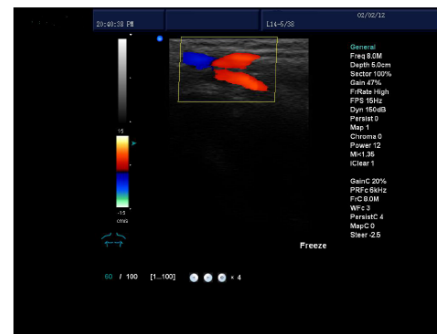 02/02/12
20:40:38 PM
L14-5/38
General
Freq 8.0M
Depth 5.0cm
Sector 100%
Gain 47%
FrRate High
FPS 15Hz
Dyn 150dB
Persist 0
Map 1
Chroma 0
Power 12
MI<1.35
iClear 1
GainC 20%
PRFc 5kHz
FrC 8.0M
WFc 3
PersistC 4
MapC 0
Steer -2.5
Freeze
60 / 100 [1...100] × 4